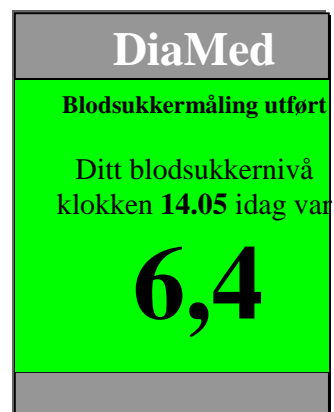 DiaMed
Blodsukkermåling utført
Ditt blodsukkernivå
klokken 14.05 idag var
6,4